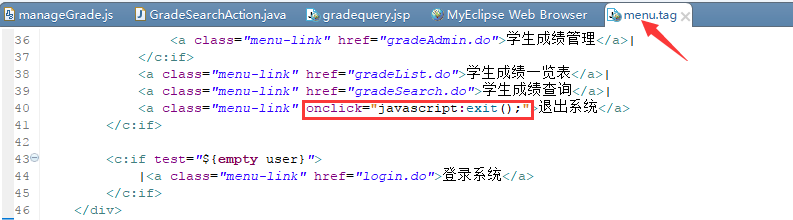 manageGrade.js GradeSearchAction.java gradequery.jsp MyEclipse Web Browser menu.tag
36 <a class="menu-link" href="gradeAdmin.do">学生成绩管理</a>|
37 </c:if>
38 <a class="menu-link" href="gradeList.do">学生成绩一览表</a>|
39 <a class="menu-link" href="gradeSearch.do">学生成绩查询</a>|
40 <a class="menu-link" onclick="javascript:exit();">退出系统</a>
41 </c:if>
42
43 <c:if test="${empty user}">
44 |<a class="menu-link" href="login.do">登录系统</a>
45 </c:if>
46 </div>